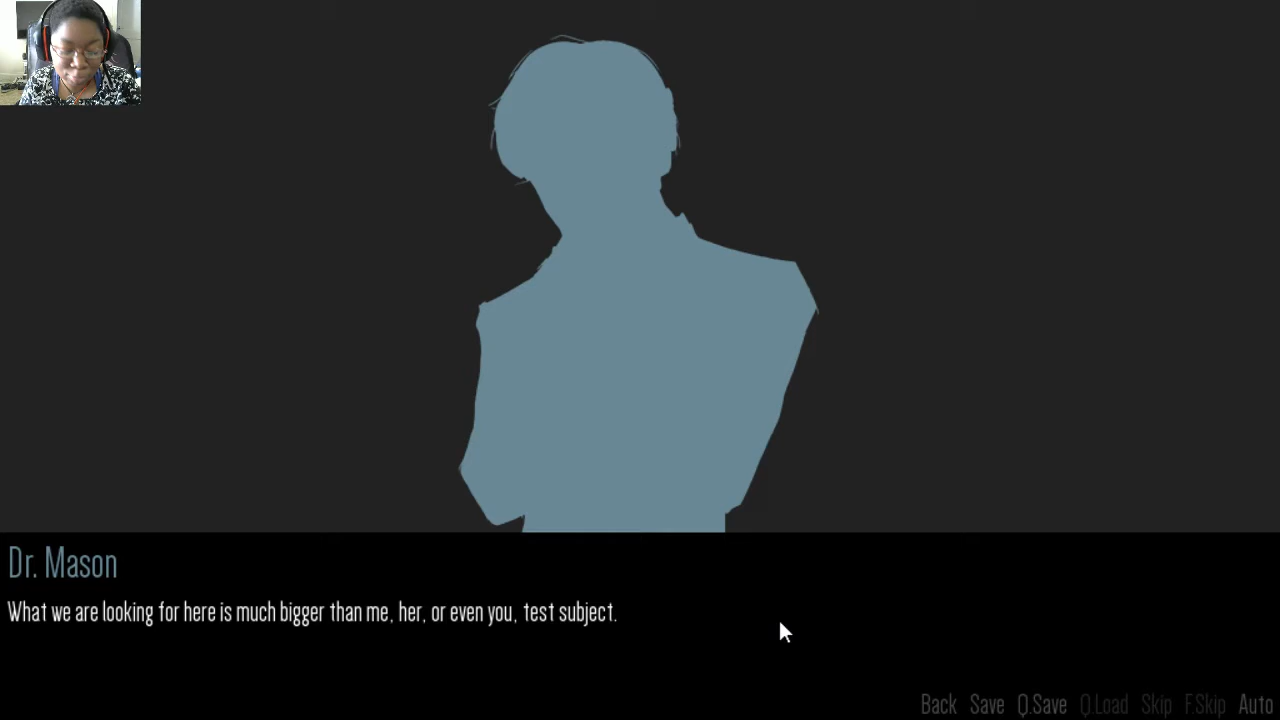 Dr. Mason
What we are looking for here is much bigger than me, her, or even you, test subject.
Back Save Q.Save Q.Load Skip F.Skip Auto